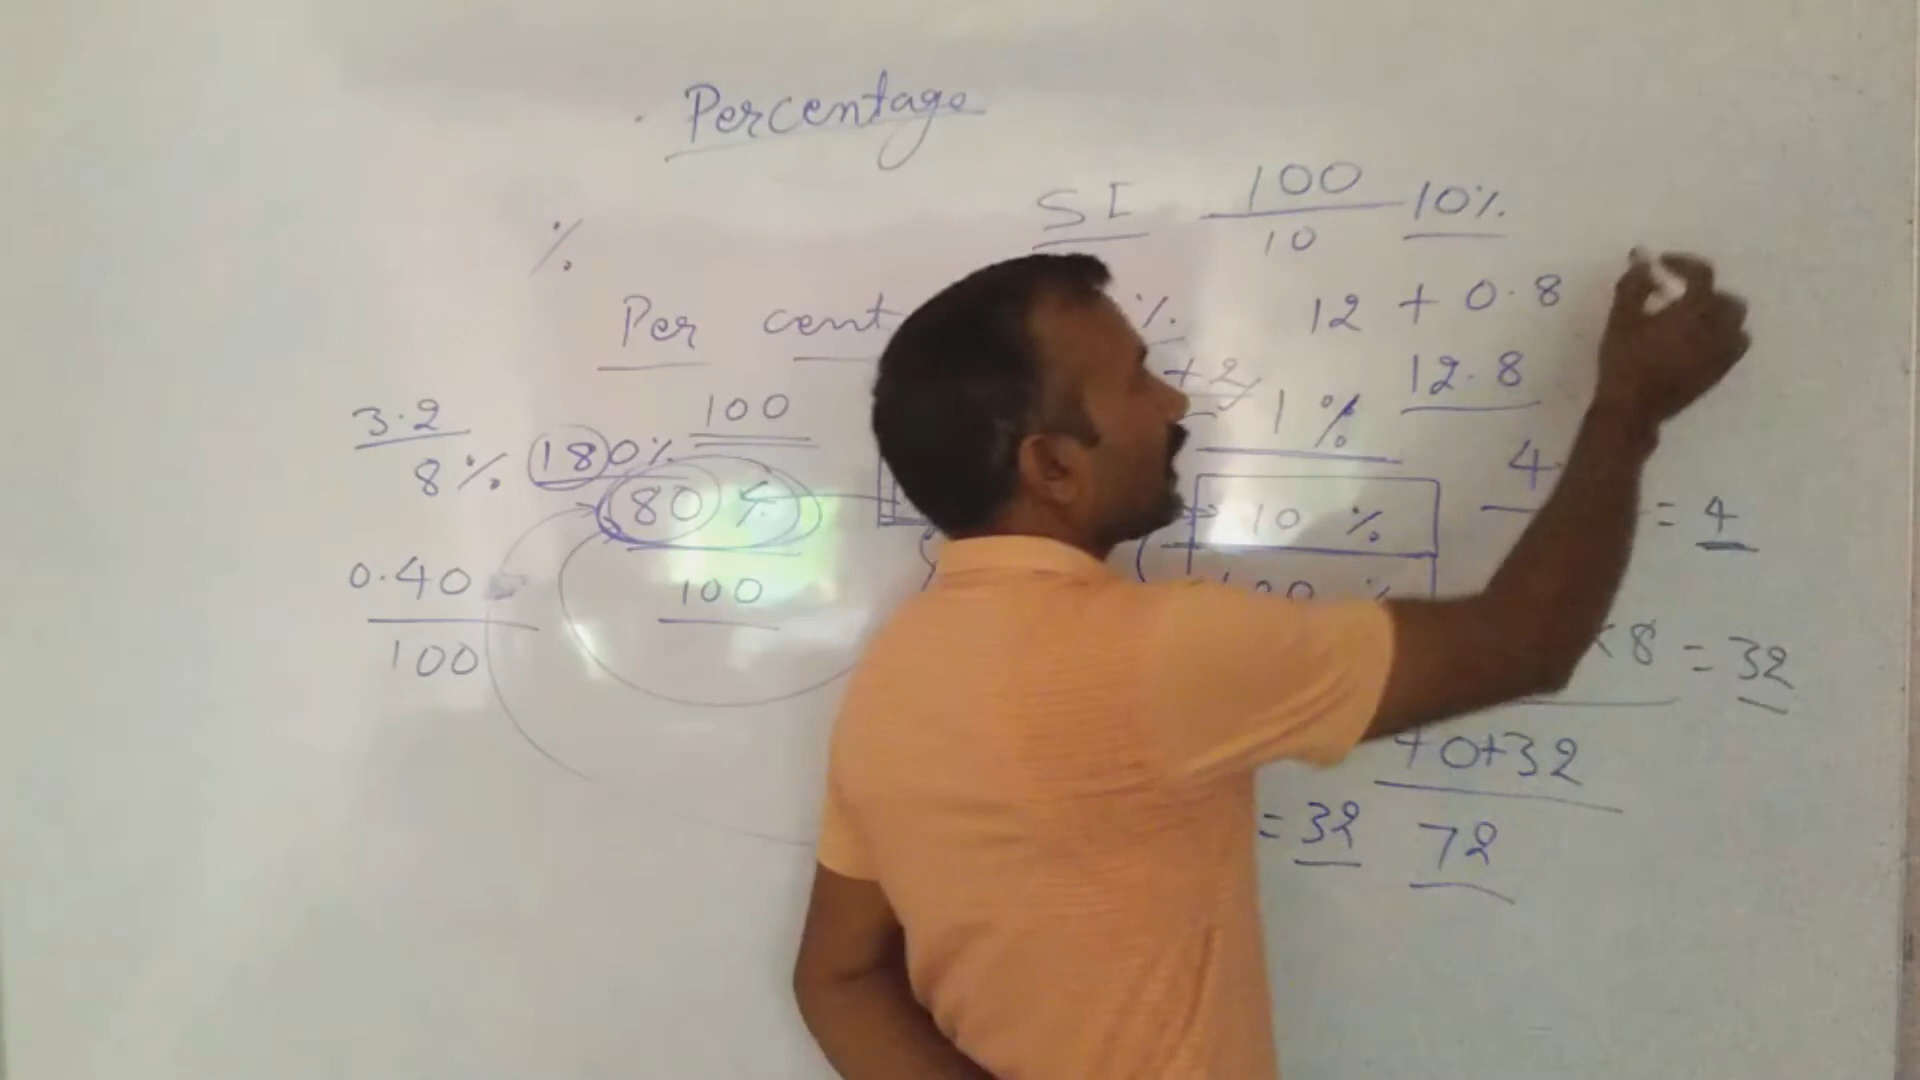 Percentage
SI 100 10%
10
%
12 + 0.8
Per cent %
+2
12.8
3.2
100
1%
8% 180%
4
80 %
10 %
= 4
0.40
100
100
×8 = 32
40+32
= 32 72